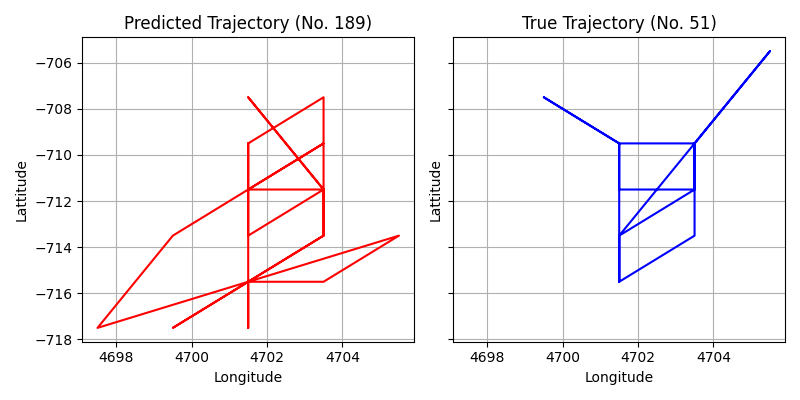 Predicted Trajectory (No. 189)
True Trajectory (No. 51)
−706
−708
−710
−712
−714
−716
−718
Lattitude
Lattitude
4698 4700 4702 4704
4698 4700 4702 4704
Longitude
Longitude